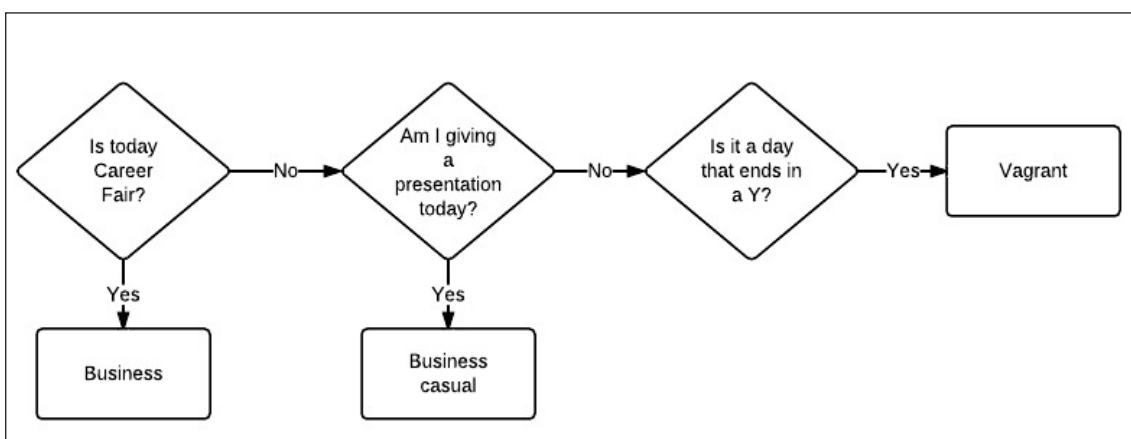 Is today
Career
Fair?
No
Am I giving
a
presentation
today?
No
Is it a day
that ends in
a Y?
Yes
Vagrant
Yes
Yes
Business
Business
casual